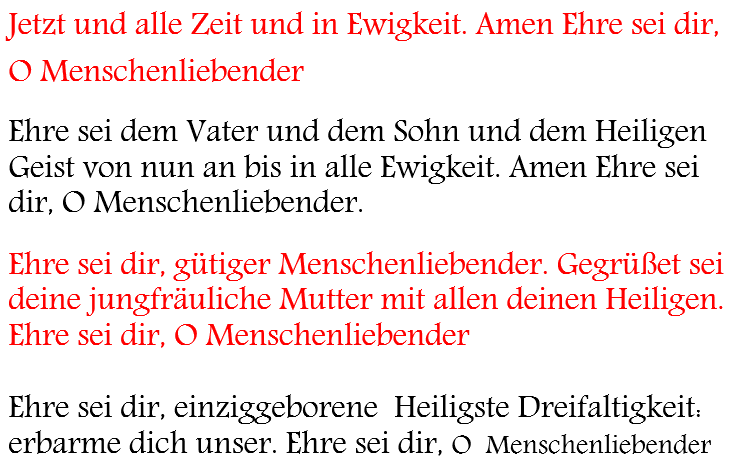 Jetzt und alle Zeit und in Ewigkeit. Amen Ehre sei dir,
O Menschenliebender
Ehre sei dem Vater und dem Sohn und dem Heiligen
Geist von nun an bis in alle Ewigkeit. Amen Ehre sei
dir, O Menschenliebender.
Ehre sei dir, gütiger Menschenliebender. Gegrüßet sei
deine jungfräuliche Mutter mit allen deinen Heiligen.
Ehre sei dir, O Menschenliebender
Ehre sei dir, einziggeborene  Heiligste Dreifaltigkeit:
erbarme dich unser. Ehre sei dir, O  Menschenliebender